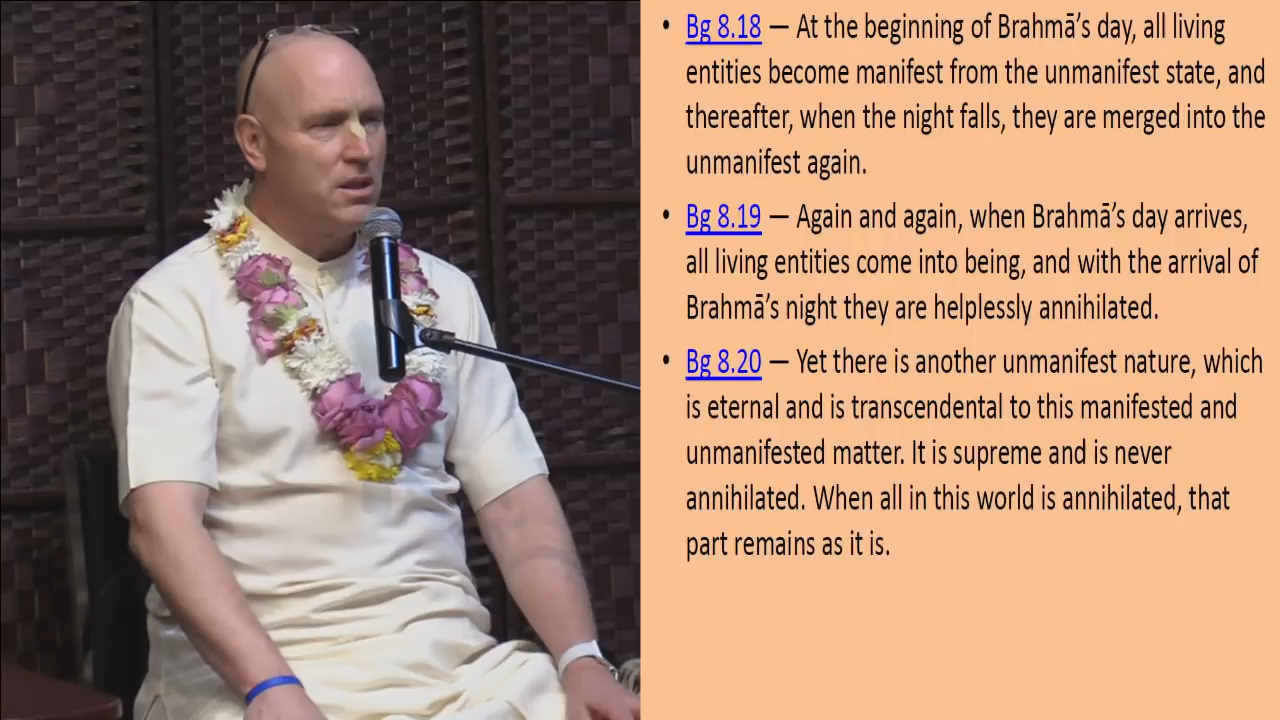 • Bg 8.18 — At the beginning of Brahmā’s day, all living
entities become manifest from the unmanifest state, and
thereafter, when the night falls, they are merged into the
unmanifest again.
• Bg 8.19 — Again and again, when Brahmā’s day arrives,
all living entities come into being, and with the arrival of
Brahmā’s night they are helplessly annihilated.
• Bg 8.20 — Yet there is another unmanifest nature, which
is eternal and is transcendental to this manifested and
unmanifested matter. It is supreme and is never
annihilated. When all in this world is annihilated, that
part remains as it is.